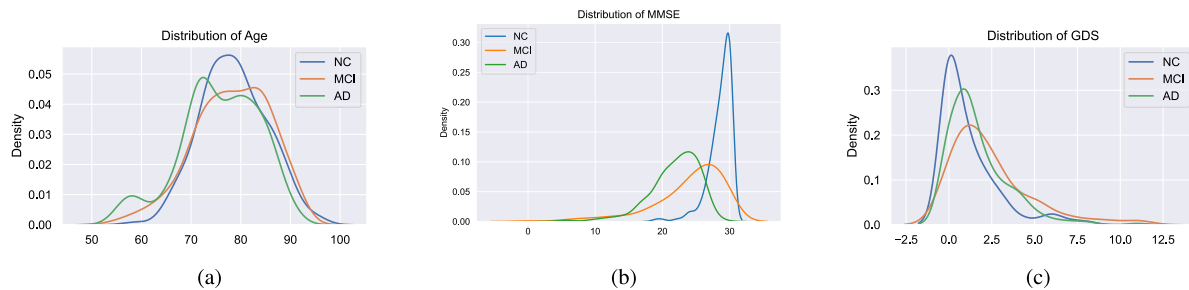 Distribution of Age
Density
0.05
0.04
0.03
0.02
0.01
0.00
50 60 70 80 90 100
NC
MCI
AD
(a)
Distribution of MMSE
Density
0.30
0.25
0.20
0.15
0.10
0.05
0.00
0 10 20 30
NC
MCI
AD
(b)
Distribution of GDS
Density
0.3
0.2
0.1
0.0
−2.5 0.0 2.5 5.0 7.5 10.0 12.5
NC
MCI
AD
(c)